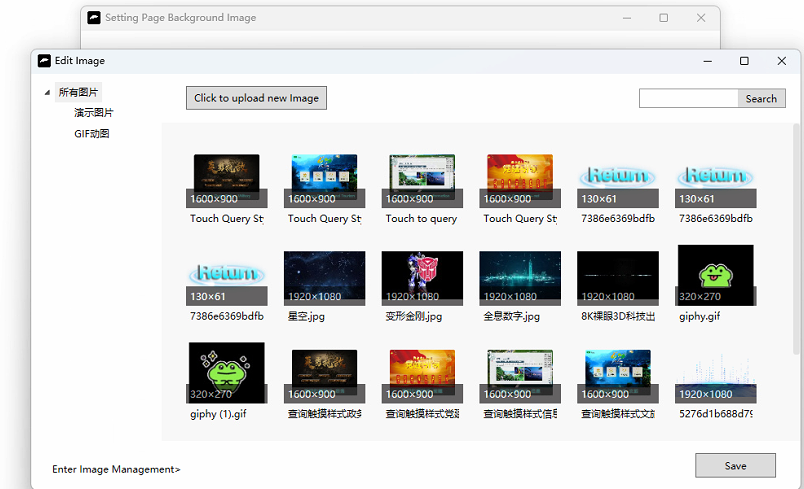 Setting Page Background Image
Edit Image
所有图片
演示图片
GIF动图
Click to upload new Image
Search
1600×900
1600×900
1600×900
1600×900
130×61
130×61
Touch Query St
Touch Query St
Touch to query
Touch Query St
7386e6369bdfb
7386e6369bdfb
Return
Return
Return
130×61
1920×1080
1920×1080
1920×1080
1920×1080
320×270
7386e6369bdfb
星空.jpg
变形金刚.jpg
全息数字.jpg
8K裸眼3D科技出
giphy.gif
320×270
1600×900
1600×900
1600×900
1600×900
1920×1080
giphy (1).gif
查询触摸样式政务
查询触摸样式党建
查询触摸样式信息
查询触摸样式文旅
5276d1b688d79
Enter Image Management>
Save